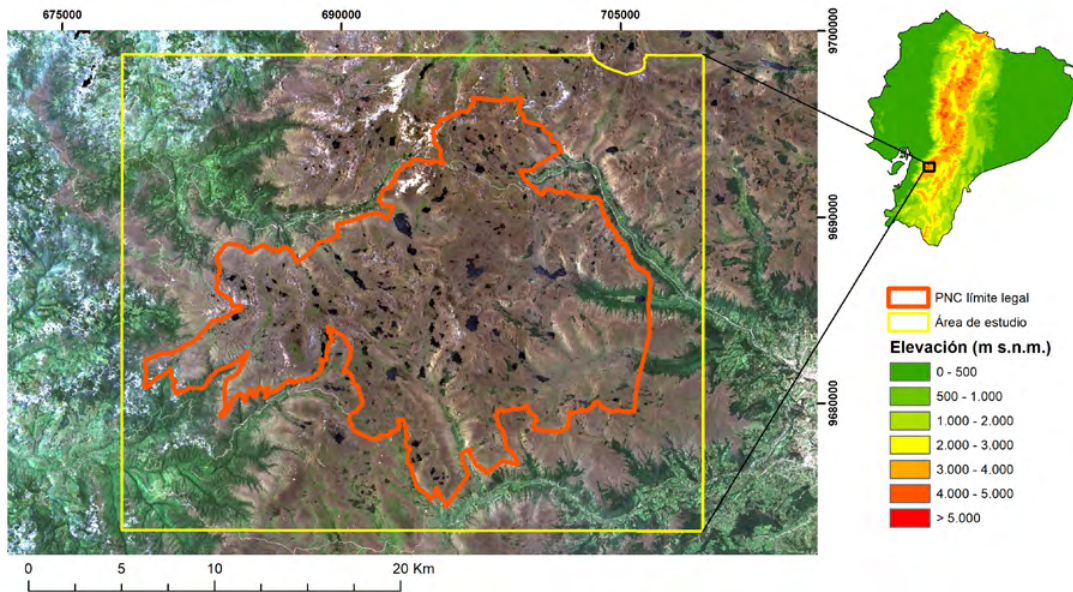 675000 690000 705000
9700000
9690000
9680000
PNC límite legal
Área de estudio
Elevación (m s.n.m.)
0 - 500
500 - 1.000
1.000 - 2.000
2.000 - 3.000
3.000 - 4.000
4.000 - 5.000
> 5.000
0 5 10 20 Km